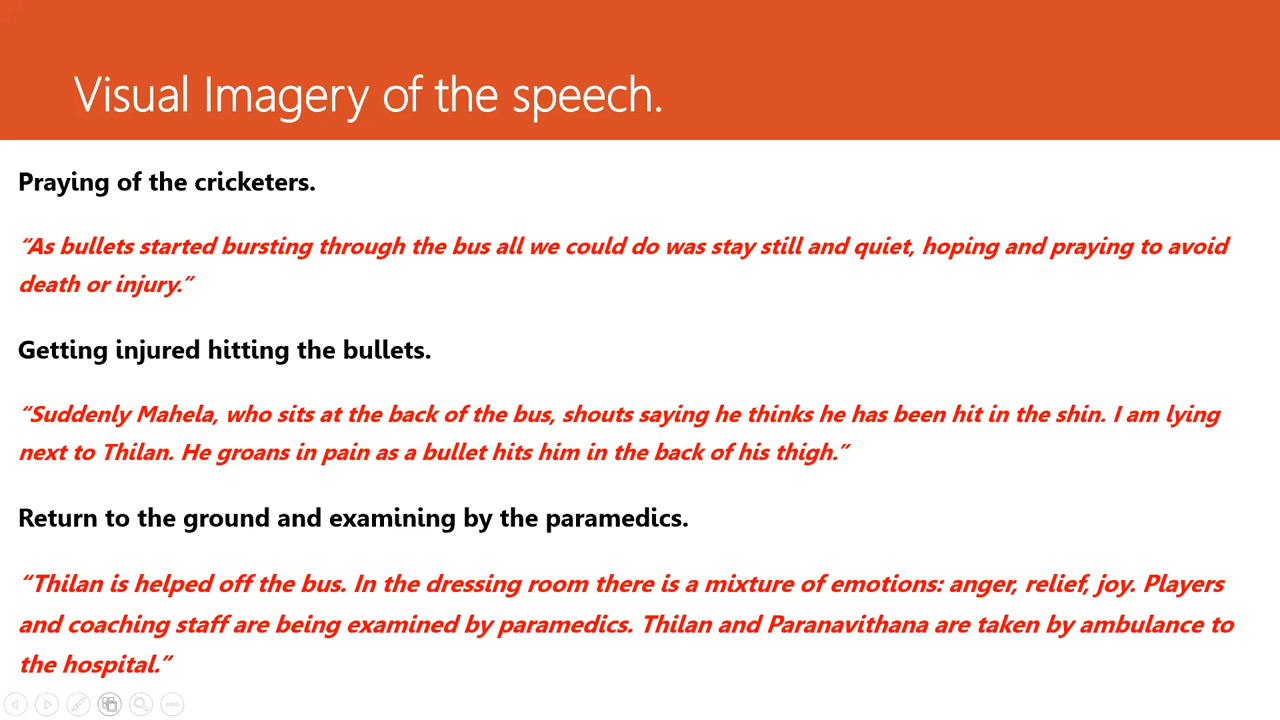 Visual Imagery of the speech.
Praying of the cricketers.
“As bullets started bursting through the bus all we could do was stay still and quiet, hoping and praying to avoid
death or injury.”
Getting injured hitting the bullets.
“Suddenly Mahela, who sits at the back of the bus, shouts saying he thinks he has been hit in the shin. I am lying
next to Thilan. He groans in pain as a bullet hits him in the back of his thigh.”
Return to the ground and examining by the paramedics.
“Thilan is helped off the bus. In the dressing room there is a mixture of emotions: anger, relief, joy. Players
and coaching staff are being examined by paramedics. Thilan and Paranavithana are taken by ambulance to
the hospital.”